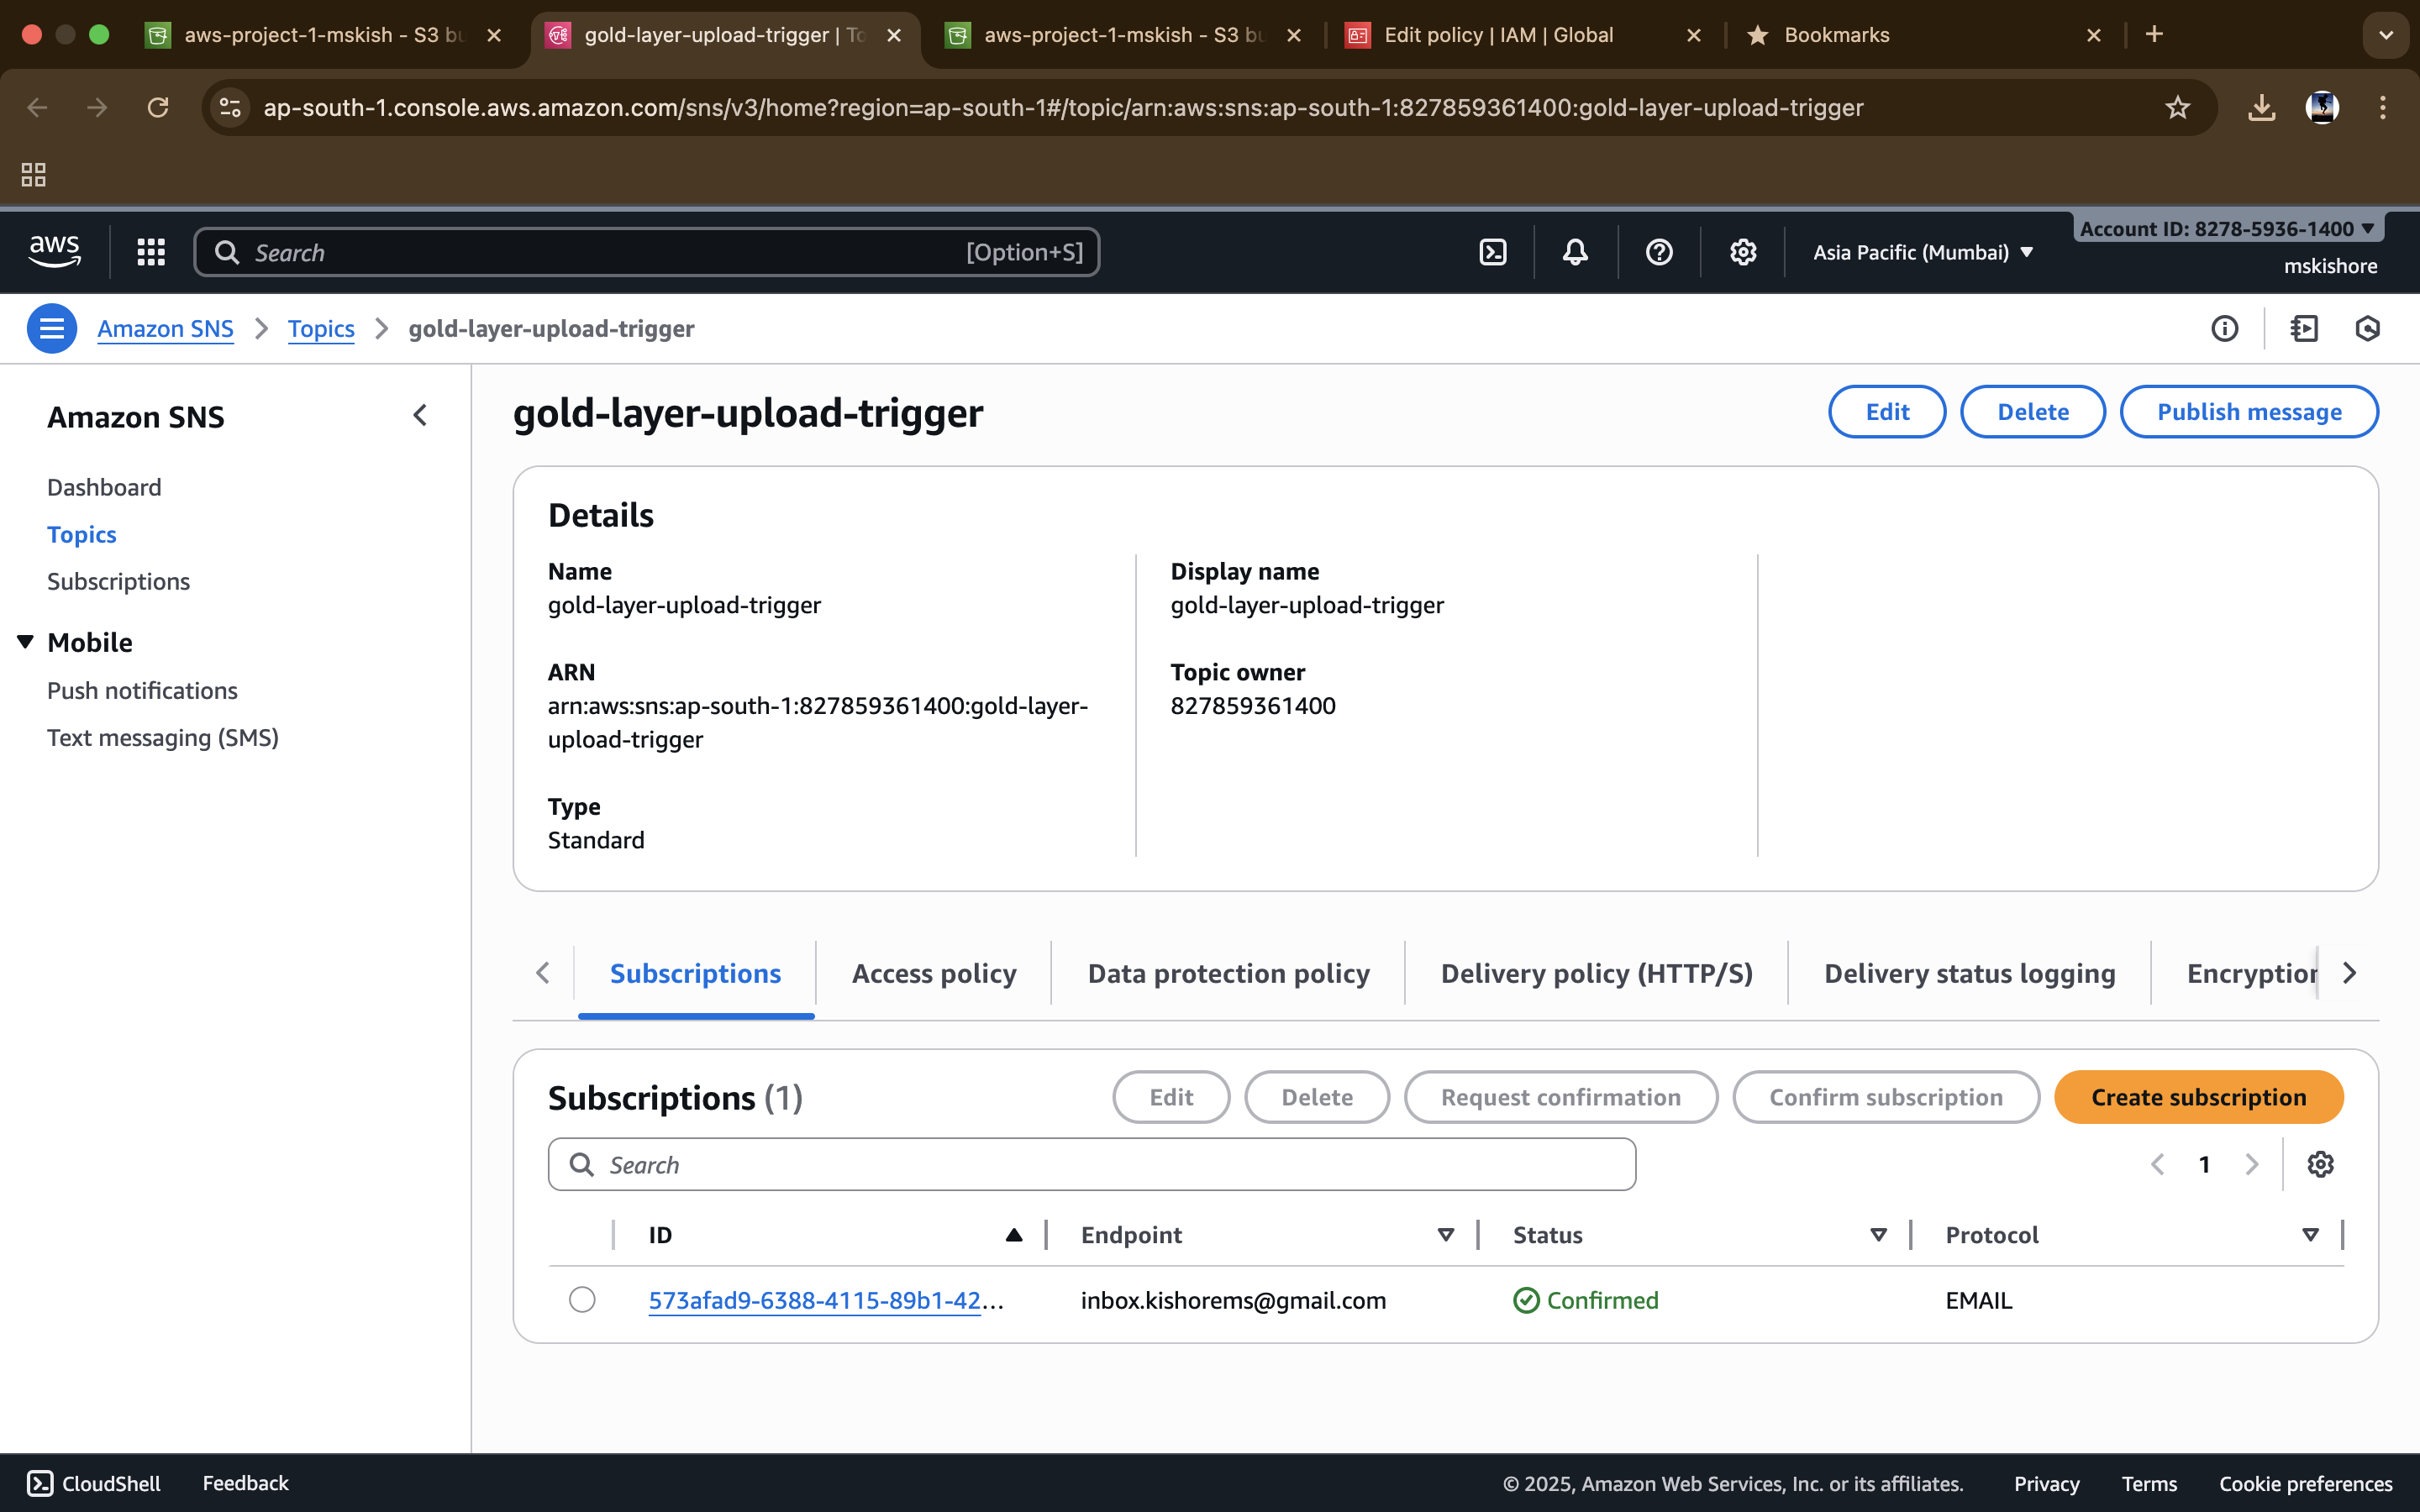 aws-project-1-mskish - S3 bu
gold-layer-upload-trigger | To
aws-project-1-mskish - S3 bu
Edit policy | IAM | Global
Bookmarks
ap-south-1.console.aws.amazon.com/sns/v3/home?region=ap-south-1#/topic/arn:aws:sns:ap-south-1:827859361400:gold-layer-upload-trigger
aws
Search
[Option+S]
Asia Pacific (Mumbai)
Account ID: 8278-5936-1400
mskishore
Amazon SNS
Topics
gold-layer-upload-trigger
Amazon SNS
Dashboard
Topics
Subscriptions
Mobile
Push notifications
Text messaging (SMS)
gold-layer-upload-trigger
Edit
Delete
Publish message
Details
Name
gold-layer-upload-trigger
ARN
arn:aws:sns:ap-south-1:827859361400:gold-layer-
upload-trigger
Type
Standard
Display name
gold-layer-upload-trigger
Topic owner
827859361400
Subscriptions
Access policy
Data protection policy
Delivery policy (HTTP/S)
Delivery status logging
Encryption
Subscriptions (1)
Edit
Delete
Request confirmation
Confirm subscription
Create subscription
Search
1
ID
Endpoint
Status
Protocol
573afad9-6388-4115-89b1-42...
inbox.kishorems@gmail.com
Confirmed
EMAIL
CloudShell
Feedback
© 2025, Amazon Web Services, Inc. or its affiliates.
Privacy
Terms
Cookie preferences